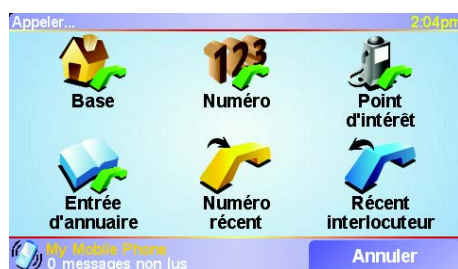 Appeler...
2:04pm
123
Base
Numéro
Point
d'intérêt
Entrée
d'annuaire
Numéro
récent
Récent
interlocuteur
My Mobile Phone
0 messages non lus
Annuler